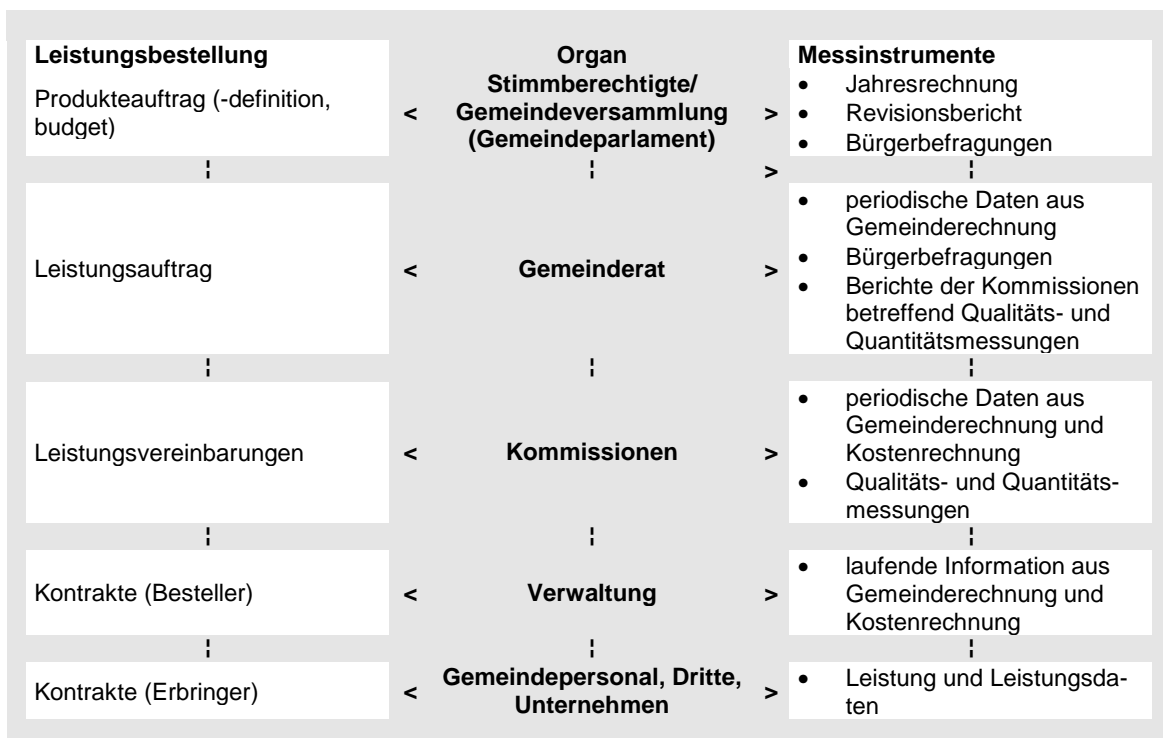 Leistungsbestellung
Produkteauftrag (-definition,
budget)
<
Organ
Stimmberechtigte/
Gemeindeversammlung
(Gemeindeparlament)
>
Messinstrumente
• Jahresrechnung
• Revisionsbericht
• Bürgerbefragungen
¦ ¦ > ¦
Leistungsauftrag
<
Gemeinderat
>
• periodische Daten aus
Gemeinderechnung
• Bürgerbefragungen
• Berichte der Kommissionen
betreffend Qualitäts- und
Quantitätsmessungen
¦ ¦ ¦
Leistungsvereinbarungen
<
Kommissionen
>
• periodische Daten aus
Gemeinderechnung und
Kostenrechnung
• Qualitäts- und Quantitäts-
messungen
¦ ¦ ¦
Kontrakte (Besteller)
<
Verwaltung
>
• laufende Information aus
Gemeinderechnung und
Kostenrechnung
¦ ¦ ¦
Kontrakte (Erbringer)
<
Gemeindepersonal, Dritte,
Unternehmen
>
• Leistung und Leistungsda-
ten